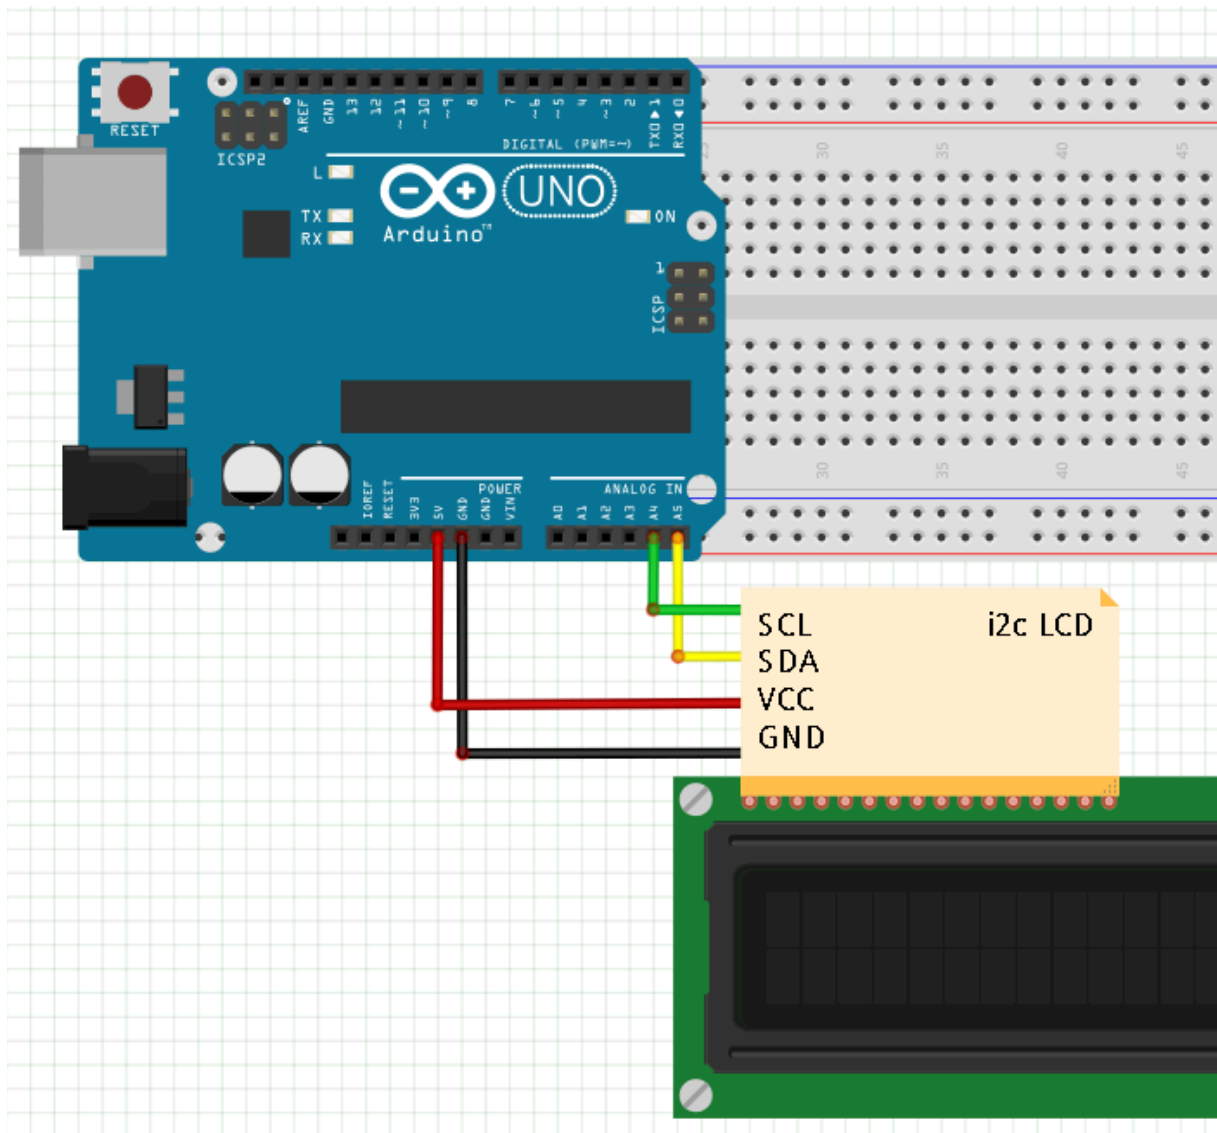 RESET
ICSP2
AREF
GND
13
12
~11
~10
~9
8
7
~6
~5
4
~3
2
TX0 ▶ 1
RX0 ◀ 0
DIGITAL (PWM=~)
L
TX
RX
UNO
Arduino™
ON
1
ICSP
25
30
35
40
45
30
35
40
45
POWER
ANALOG IN
IOREF
RESET
3V3
5V
GND
GND
VIN
A0
A1
A2
A3
A4
A5
SCL
i2c LCD
SDA
VCC
GND